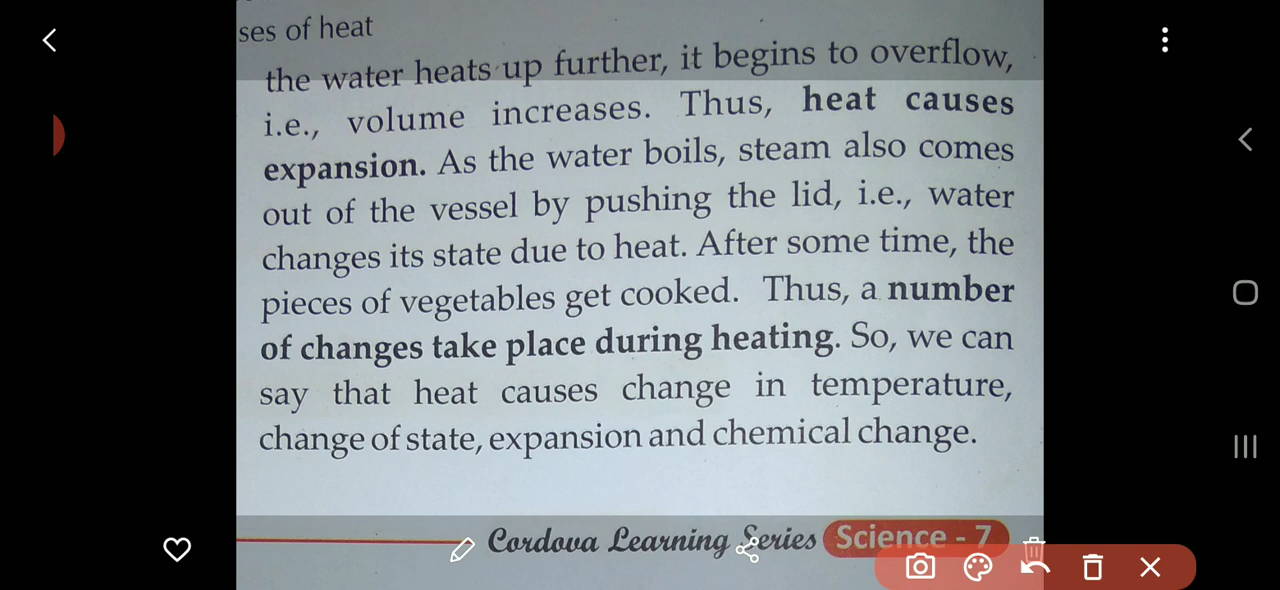 ses of heat
the water heats up further, it begins to overflow,
i.e., volume increases. Thus, heat causes
expansion. As the water boils, steam also comes
out of the vessel by pushing the lid, i.e., water
changes its state due to heat. After some time, the
pieces of vegetables get cooked. Thus, a number
of changes take place during heating. So, we can
say that heat causes change in temperature,
change of state, expansion and chemical change.
Cordova Learning Series Science - 7